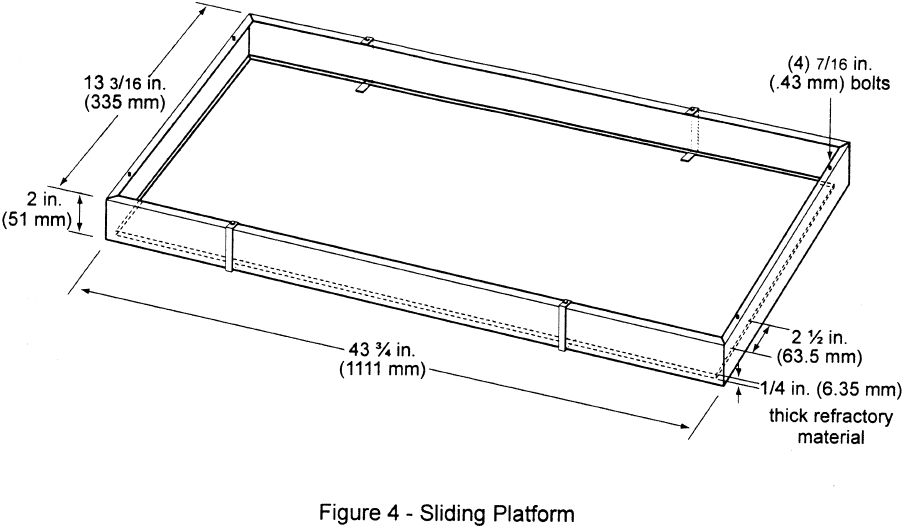 13 3/16 in.
(335 mm)
(4) 7/16 in.
(.43 mm) bolts
2 in.
(51 mm)
43 ¾ in.
(1111 mm)
2 ½ in.
(63.5 mm)
1/4 in. (6.35 mm)
thick refractory
material
Figure 4 - Sliding Platform